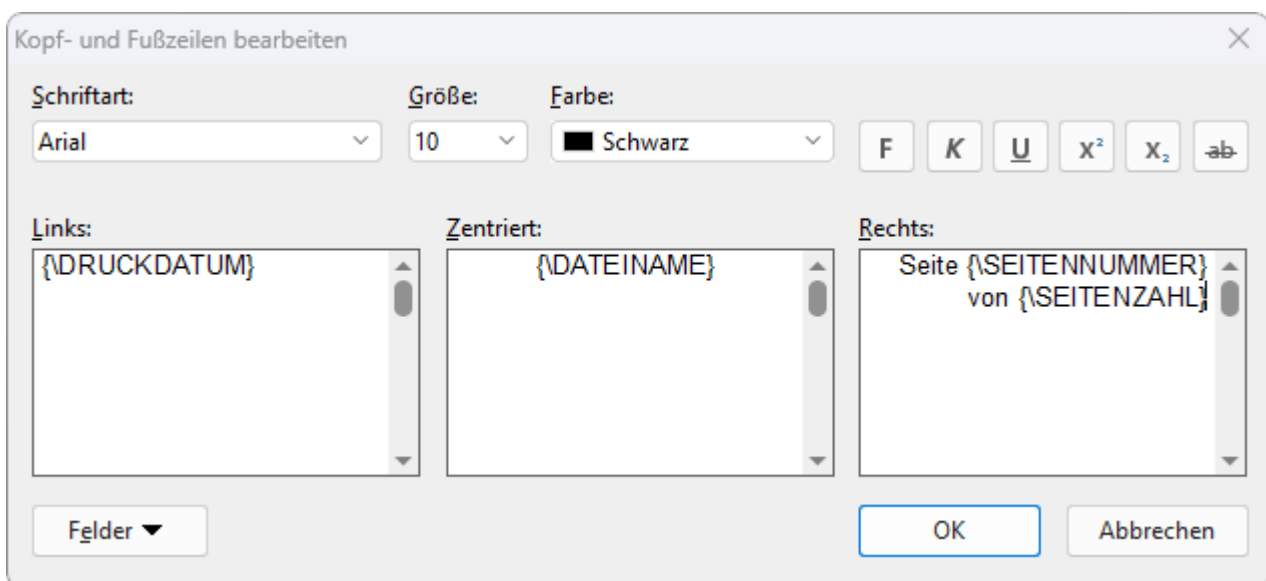 Kopf- und Fußzeilen bearbeiten
Schriftart: Größe: Farbe:
Arial 10 Schwarz F K U X² X₂ ab
Links: Zentriert: Rechts:
{\DRUCKDATUM} {\DATEINAME} Seite {\SEITENNUMMER}
von {\SEITENZAHL}
Felder OK Abbrechen